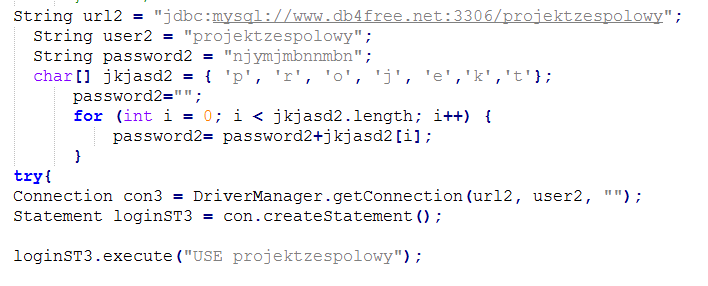 String url2 = "jdbc:mysql://www.db4free.net:3306/projektzespolowy";
String user2 = "projektzespolowy";
String password2 = "njymjmbnnmbn";
char[] jkjasd2 = { 'p', 'r', 'o', 'j', 'e','k','t'};
password2="";
for (int i = 0; i < jkjasd2.length; i++) {
password2= password2+jkjasd2[i];
}
try{
Connection con3 = DriverManager.getConnection(url2, user2, "");
Statement loginST3 = con.createStatement();
loginST3.execute("USE projektzespolowy");